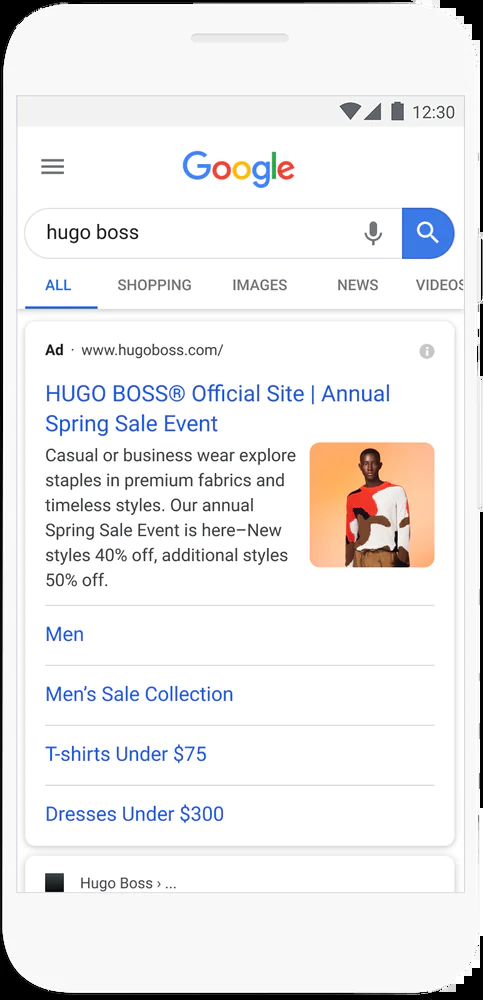 12:30
Google
hugo boss
ALL SHOPPING IMAGES NEWS VIDEOS
Ad · www.hugoboss.com/
HUGO BOSS® Official Site | Annual
Spring Sale Event
Casual or business wear explore
staples in premium fabrics and
timeless styles. Our annual
Spring Sale Event is here–New
styles 40% off, additional styles
50% off.
Men
Men’s Sale Collection
T-shirts Under $75
Dresses Under $300
Hugo Boss › ...